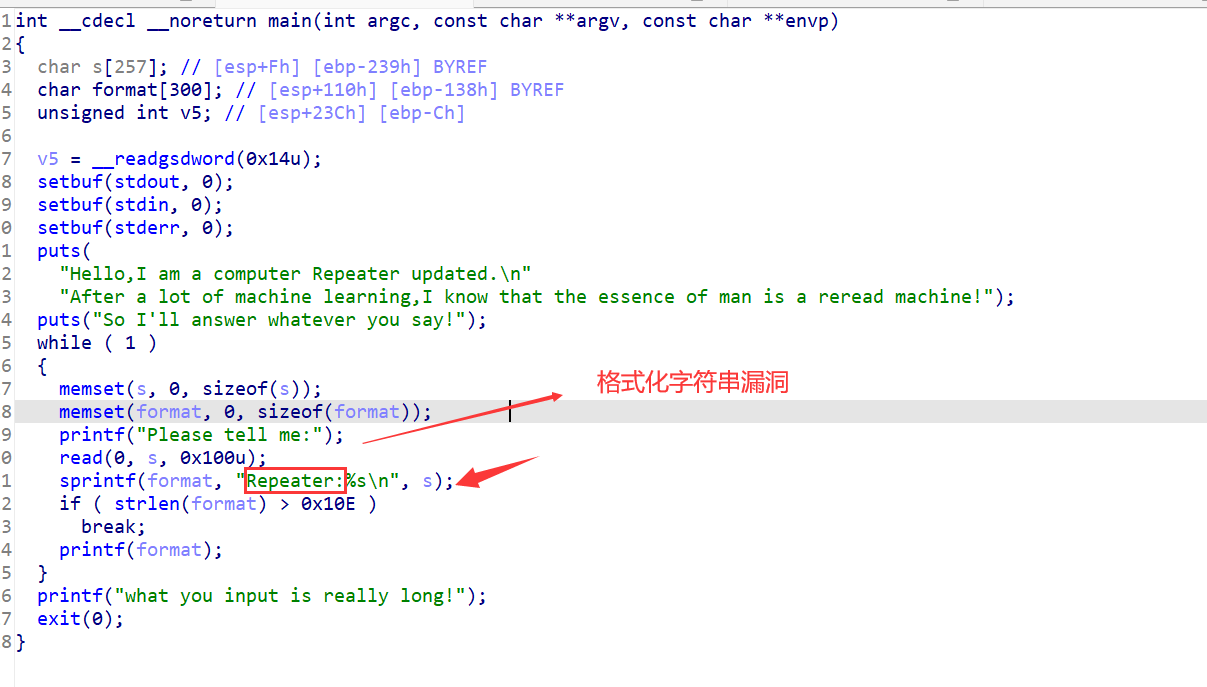 1 int __cdecl __noreturn main(int argc, const char **argv, const char **envp)
2 {
3 char s[257]; // [esp+Fh] [ebp-239h] BYREF
4 char format[300]; // [esp+110h] [ebp-138h] BYREF
5 unsigned int v5; // [esp+23Ch] [ebp-Ch]
6
7 v5 = __readgsdword(0x14u);
8 setbuf(stdout, 0);
9 setbuf(stdin, 0);
0 setbuf(stderr, 0);
1 puts(
2 "Hello,I am a computer Repeater updated.\n"
3 "After a lot of machine learning,I know that the essence of man is a reread machine!");
4 puts("So I'll answer whatever you say!");
5 while ( 1 )
6 {
7 memset(s, 0, sizeof(s));
格式化字符串漏洞
8 memset(format, 0, sizeof(format));
9 printf("Please tell me:");
0 read(0, s, 0x100u);
1 sprintf(format, "Repeater:%s\n", s);
2 if ( strlen(format) > 0x10E )
3 break;
4 printf(format);
5 }
6 printf("what you input is really long!");
7 exit(0);
8 }